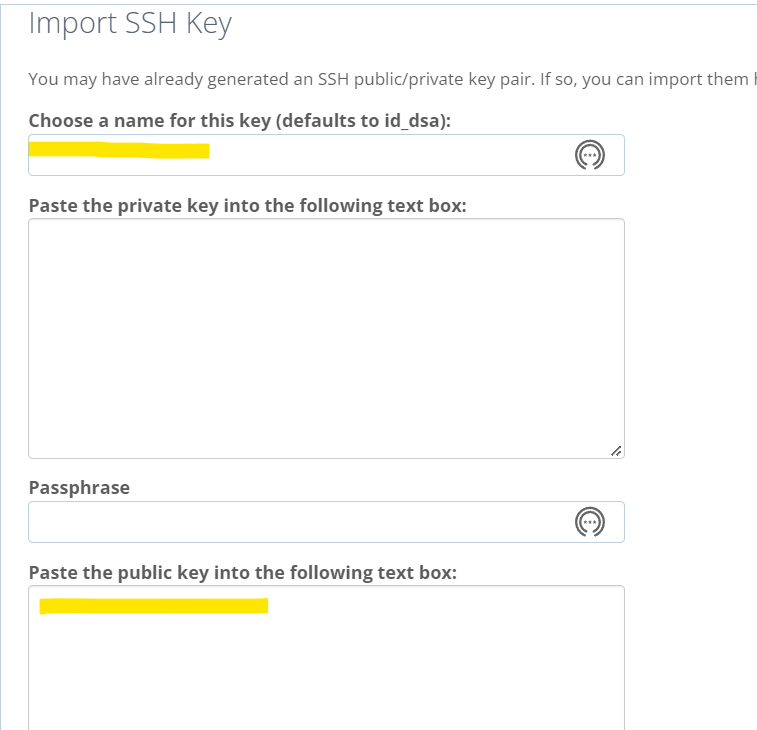 Import SSH Key
You may have already generated an SSH public/private key pair. If so, you can import them
Choose a name for this key (defaults to id_dsa):
Paste the private key into the following text box:
Passphrase
Paste the public key into the following text box: